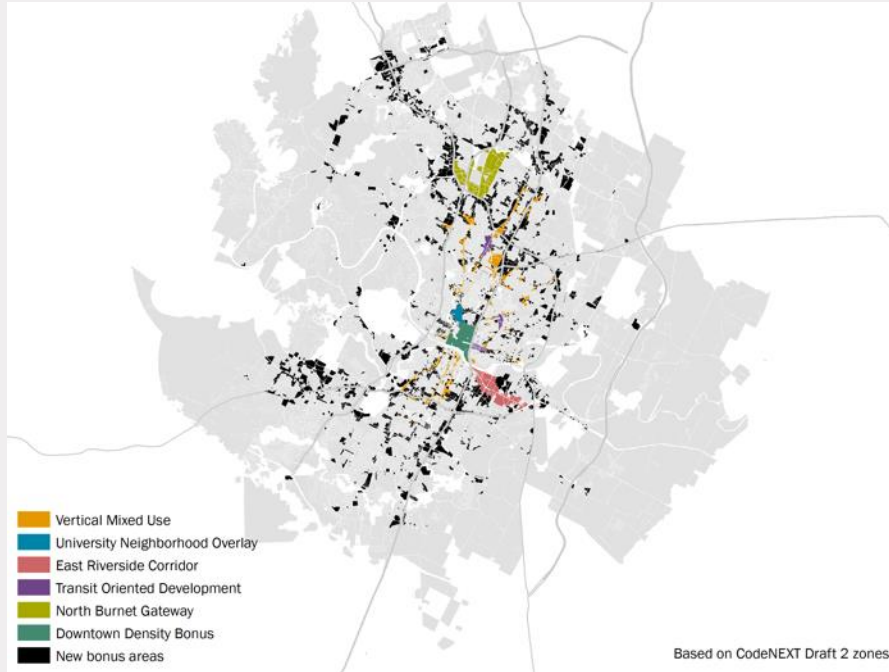 Vertical Mixed Use
University Neighborhood Overlay
East Riverside Corridor
Transit Oriented Development
North Burnet Gateway
Downtown Density Bonus
New bonus areas
Based on CodeNEXT Draft 2 zones